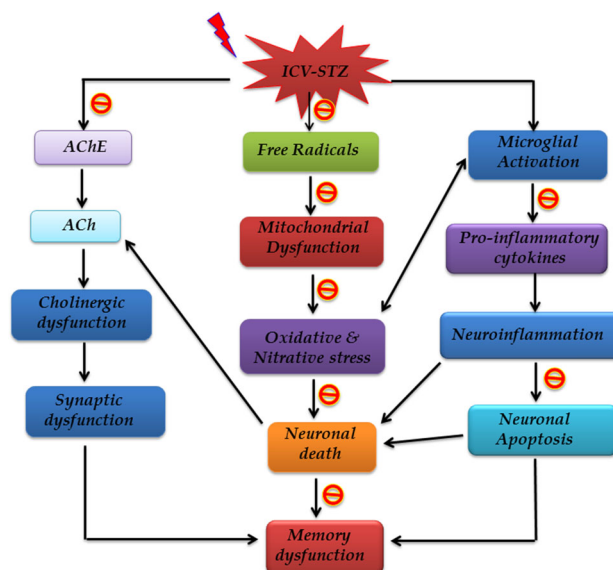 ICV-STZ
AChE
Free Radicals
Microglial
Activation
ACh
Mitochondrial
Dysfunction
Pro-inflammatory
cytokines
Cholinergic
dysfunction
Oxidative &
Nitrative stress
Neuroinflammation
Synaptic
dysfunction
Neuronal
death
Neuronal
Apoptosis
Memory
dysfunction